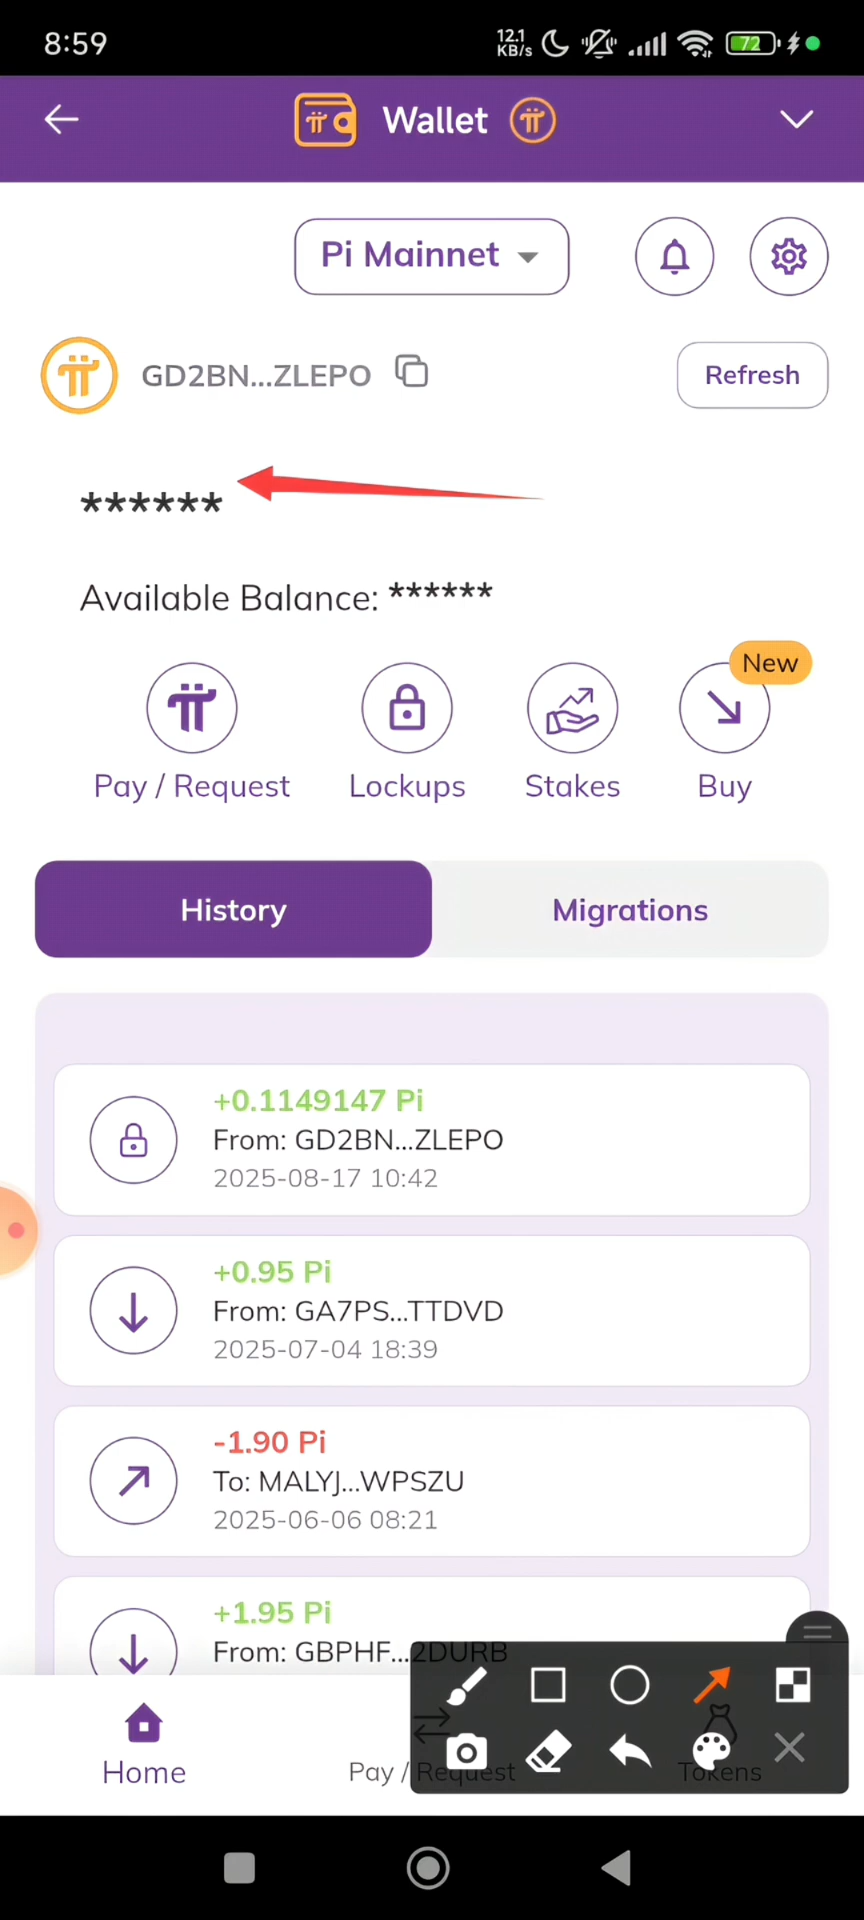 8:59
12.1
KB/s
72
Wallet
Pi Mainnet
GD2BN...ZLEPO
Refresh
******
Available Balance: ******
New
Pay / Request
Lockups
Stakes
Buy
History
Migrations
+0.1149147 Pi
From: GD2BN...ZLEPO
2025-08-17 10:42
+0.95 Pi
From: GA7PS...TTDVD
2025-07-04 18:39
-1.90 Pi
To: MALYJ...WPSZU
2025-06-06 08:21
+1.95 Pi
From: GBPHF...2DURB
Home
Pay / Request
Tokens